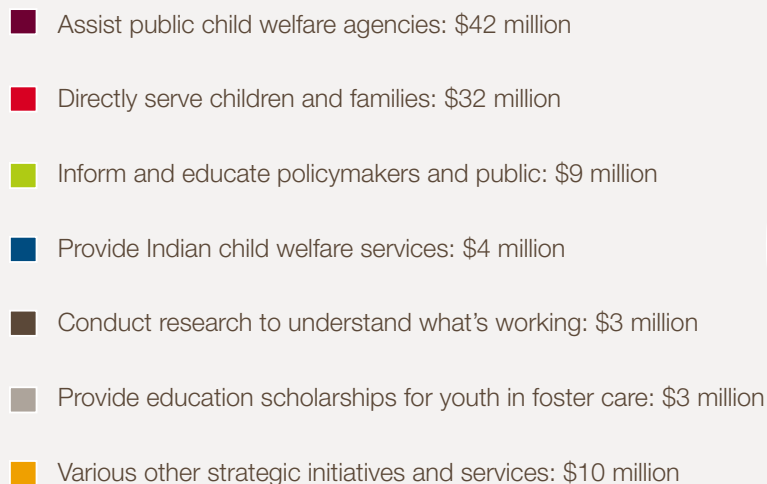 Assist public child welfare agencies: $42 million
Directly serve children and families: $32 million
Inform and educate policymakers and public: $9 million
Provide Indian child welfare services: $4 million
Conduct research to understand what’s working: $3 million
Provide education scholarships for youth in foster care: $3 million
Various other strategic initiatives and services: $10 million